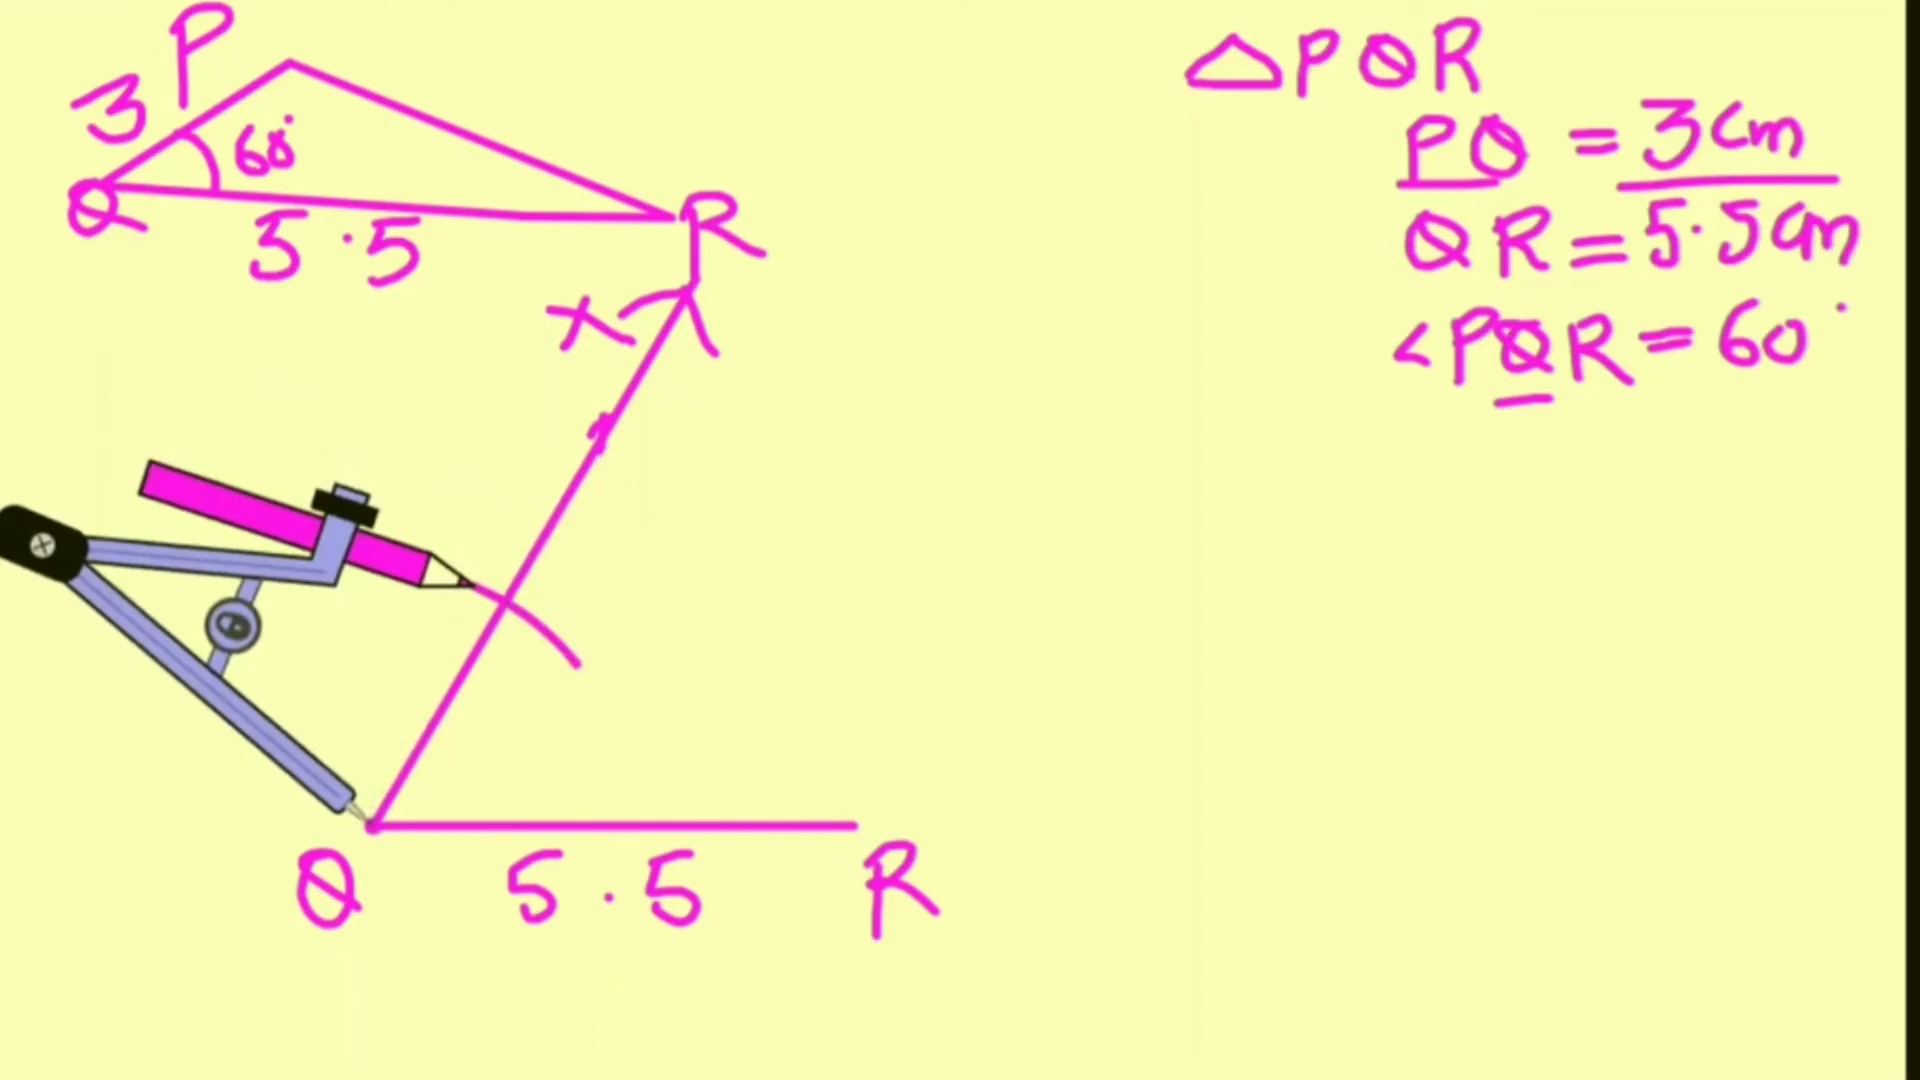 P
3
60°
Q
5.5
R
X
Q 5.5 R
△PQR
PQ = 3cm
QR = 5.5cm
<PQR = 60°